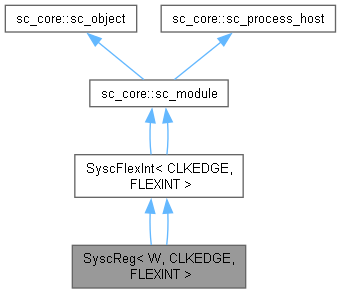 sc_core::sc_object
sc_core::sc_process_host
sc_core::sc_module
SyscFlexInt< CLKEDGE,
FLEXINT >
SyscReg< W, CLKEDGE,
FLEXINT >